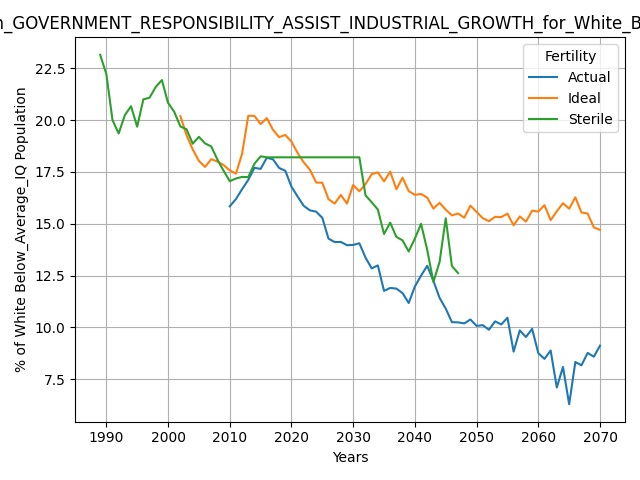 _GOVERNMENT_RESPONSIBILITY_ASSIST_INDUSTRIAL_GROWTH_for_White_B
Fertility
Actual
Ideal
Sterile
% of White Below_Average_IQ Population
22.5
20.0
17.5
15.0
12.5
10.0
7.5
1990
2000
2010
2020
2030
2040
2050
2060
2070
Years